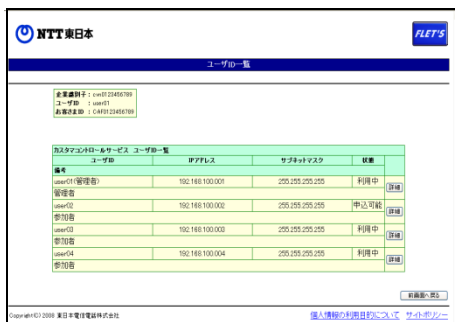 NTT東日本
FLET'S
ユーザID一覧
企業識別子：cvn0123456789
ユーザID ：user01
お客さまID：CAF0123456789
カスタマコントロールサービス ユーザID一覧
ユーザID IPアドレス サブネットマスク 状態
備考
user01(管理者) 192.168.100.001 255.255.255.255 利用中 詳細
管理者
user02 192.168.100.002 255.255.255.255 申込可能 詳細
参加者
user03 192.168.100.003 255.255.255.255 利用中 詳細
参加者
user04 192.168.100.004 255.255.255.255 利用中 詳細
参加者
前画面へ戻る
Copyright(C) 2008 東日本電信電話株式会社 個人情報の利用目的について サイトポリシー